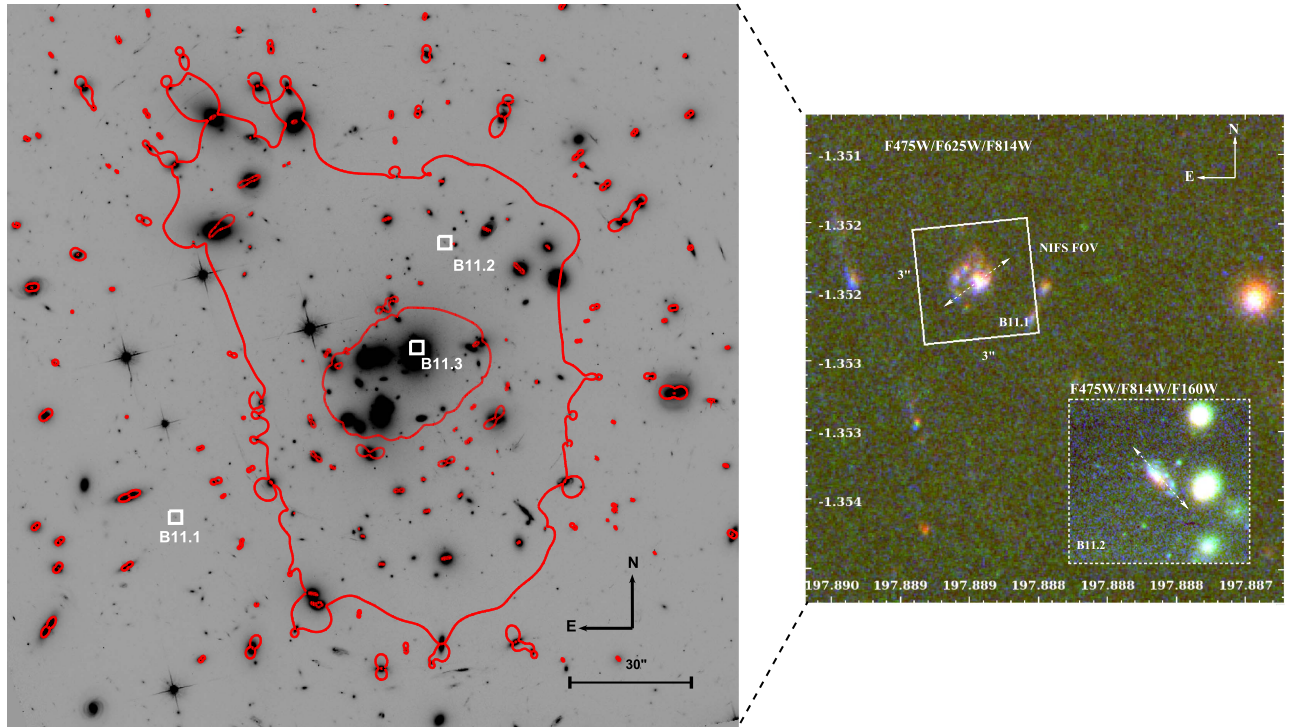 B11.2
B11.3
B11.1
N
E
30"
F475W/F625W/F814W
N
E
-1.351
-1.352
NIFS FOV
3"
-1.352
B11.1
3"
-1.353
F475W/F814W/F160W
-1.353
-1.354
B11.2
197.890 197.889 197.889 197.888 197.888 197.888 197.887